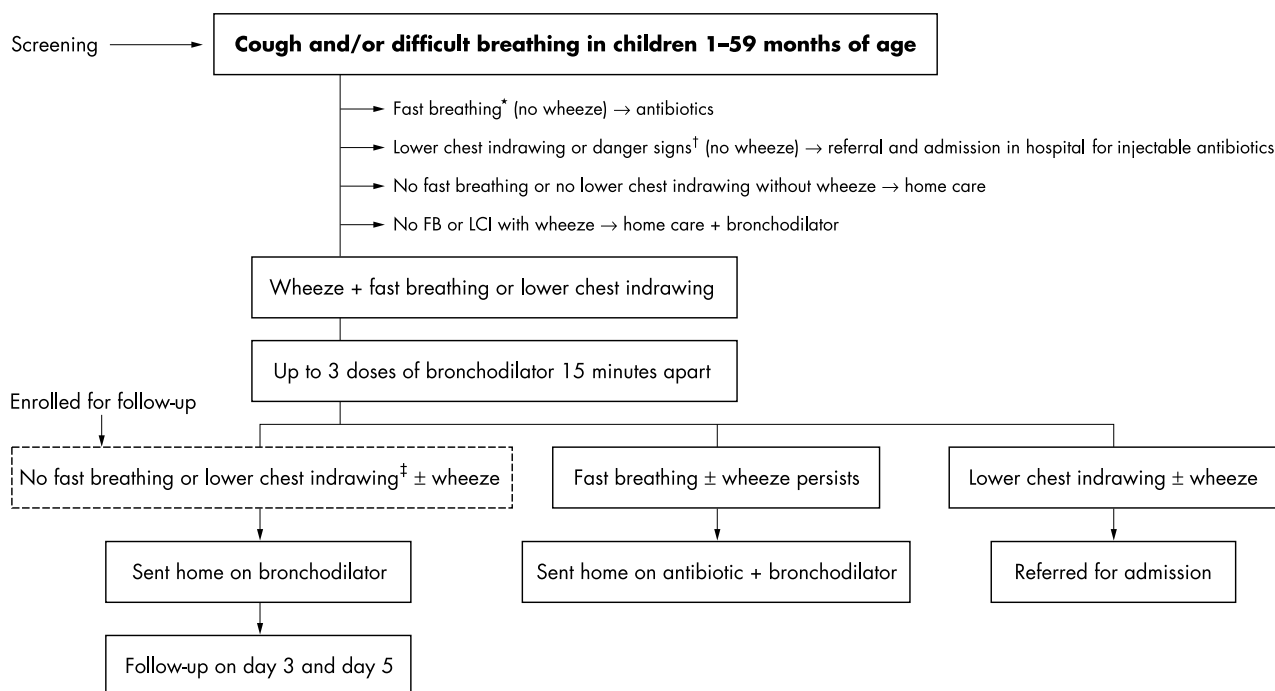 Screening
Cough and/or difficult breathing in children 1–59 months of age
Fast breathing* (no wheeze) → antibiotics
Lower chest indrawing or danger signs† (no wheeze) → referral and admission in hospital for injectable antibiotics
No fast breathing or no lower chest indrawing without wheeze → home care
No FB or LCI with wheeze → home care + bronchodilator
Wheeze + fast breathing or lower chest indrawing
Up to 3 doses of bronchodilator 15 minutes apart
Enrolled for follow-up
No fast breathing or lower chest indrawing‡ ± wheeze
Fast breathing ± wheeze persists
Lower chest indrawing ± wheeze
Sent home on bronchodilator
Sent home on antibiotic + bronchodilator
Referred for admission
Follow-up on day 3 and day 5